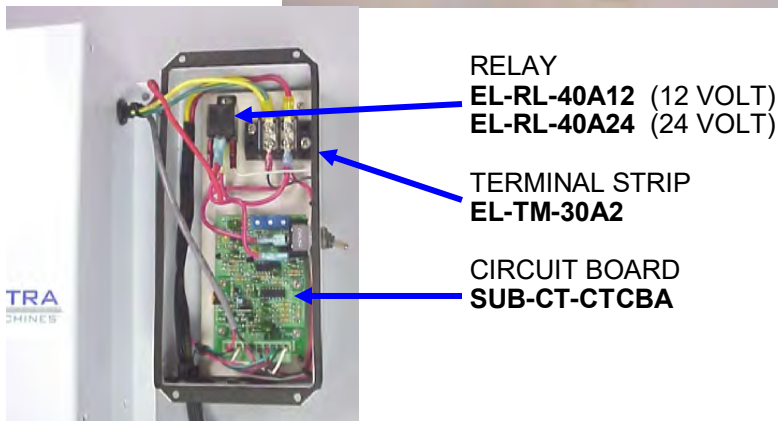 RELAY
EL-RL-40A12 (12 VOLT)
EL-RL-40A24 (24 VOLT)
TERMINAL STRIP
EL-TM-30A2
CIRCUIT BOARD
SUB-CT-CTCBA
TRA
CHINES